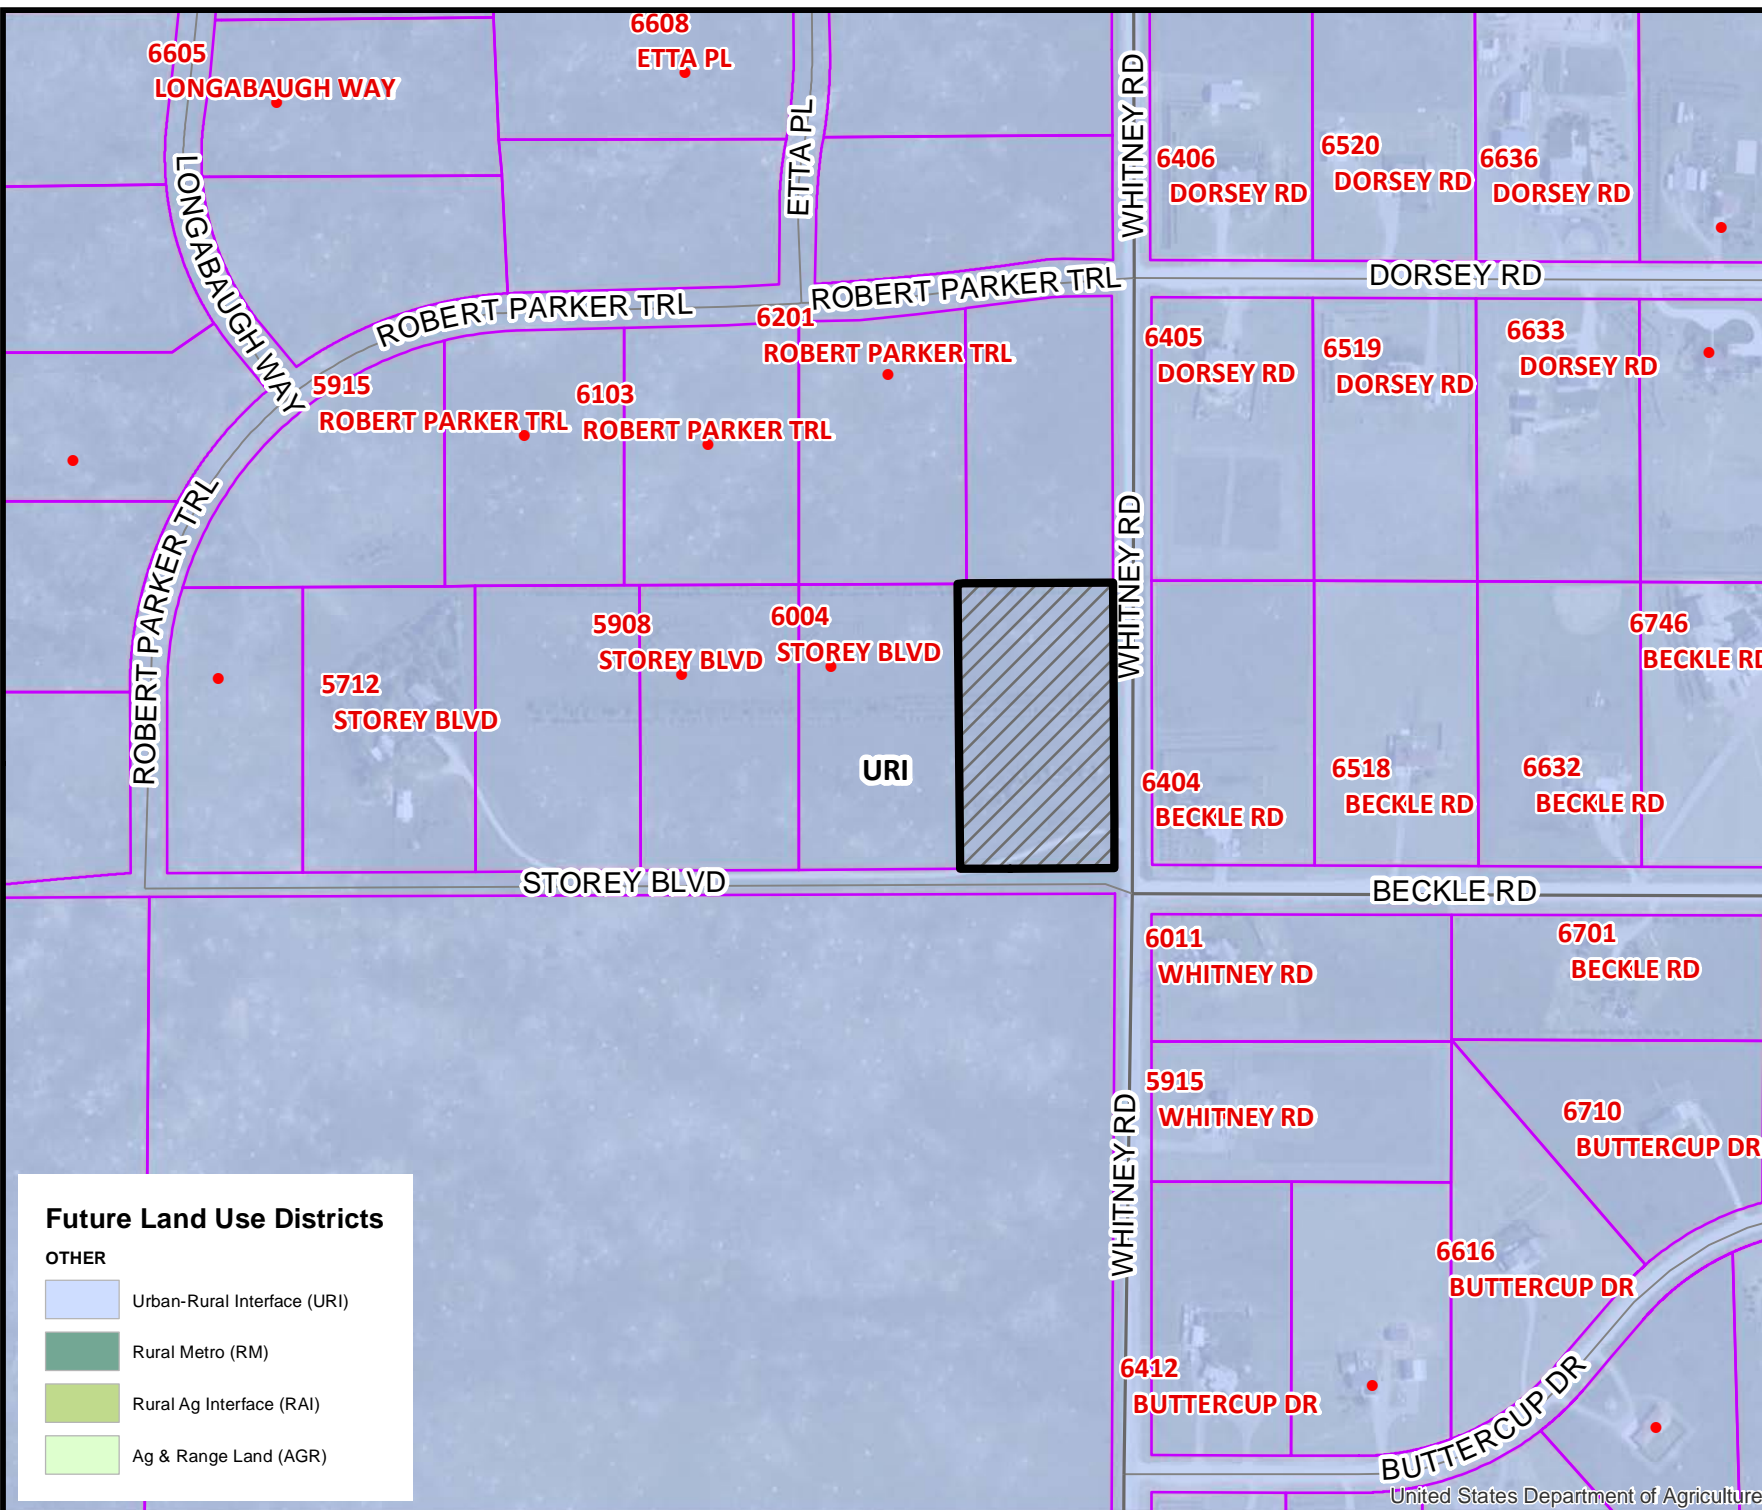 6608
ETTA PL
6605
LONGABAUGH WAY
WHITNEY RD
ETTA PL
6406
DORSEY RD
6520
DORSEY RD
6636
DORSEY RD
LONGABAUGH WAY
DORSEY RD
ROBERT PARKER TRL
ROBERT PARKER TRL
6201
ROBERT PARKER TRL
6405
DORSEY RD
6519
DORSEY RD
6633
DORSEY RD
5915
ROBERT PARKER TRL
6103
ROBERT PARKER TRL
WHITNEY RD
ROBERT PARKER TRL
5908
STOREY BLVD
6004
STOREY BLVD
6746
BECKLE RD
5712
STOREY BLVD
URI
6404
BECKLE RD
6518
BECKLE RD
6632
BECKLE RD
STOREY BLVD
BECKLE RD
6011
WHITNEY RD
6701
BECKLE RD
5915
WHITNEY RD
6710
BUTTERCUP DR
WHITNEY RD
6616
BUTTERCUP DR
6412
BUTTERCUP DR
BUTTERCUP DR
Future Land Use Districts
OTHER
Urban-Rural Interface (URI)
Rural Metro (RM)
Rural Ag Interface (RAI)
Ag & Range Land (AGR)
United States Department of Agriculture